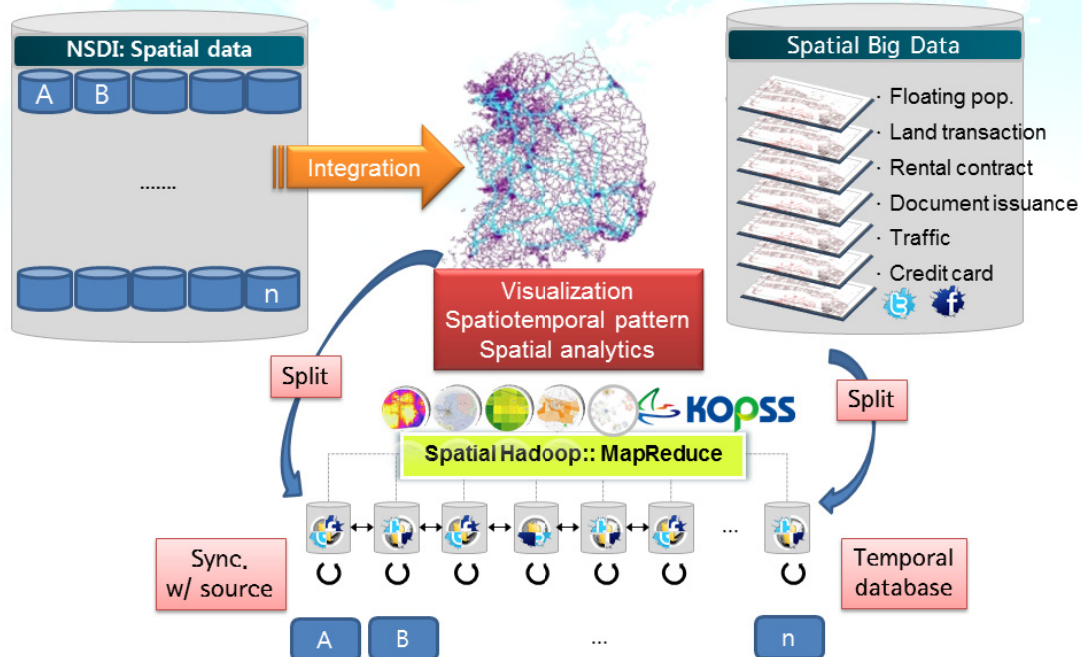 NSDI: Spatial data
A
B
.......
n
Integration
Spatial Big Data
· Floating pop.
· Land transaction
· Rental contract
· Document issuance
· Traffic
· Credit card
Visualization
Spatiotemporal pattern
Spatial analytics
Split
Split
KOPSS
Spatial Hadoop:: MapReduce
...
Sync.
w/ source
Temporal
database
A
B
...
n